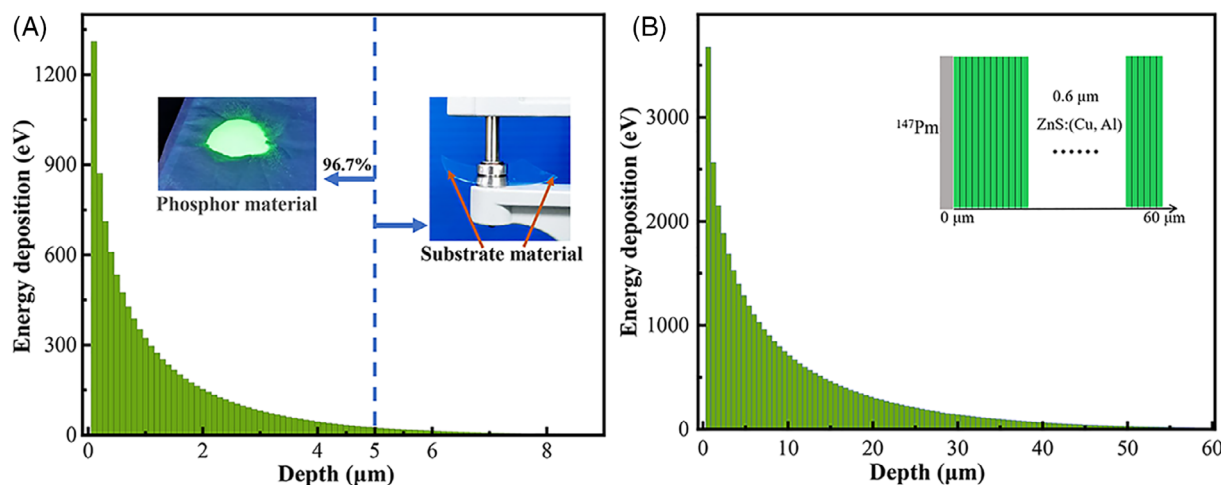 (A)
Energy deposition (eV)
1200
900
600
300
0
0 2 4 5 6 8
Depth (μm)
96.7%
Phosphor material
Substrate material
(B)
Energy deposition (eV)
3000
2000
1000
0
0 10 20 30 40 50 60
Depth (μm)
¹⁴⁷Pm
0.6 μm
ZnS:(Cu, Al)
••••••
0 μm
60 μm